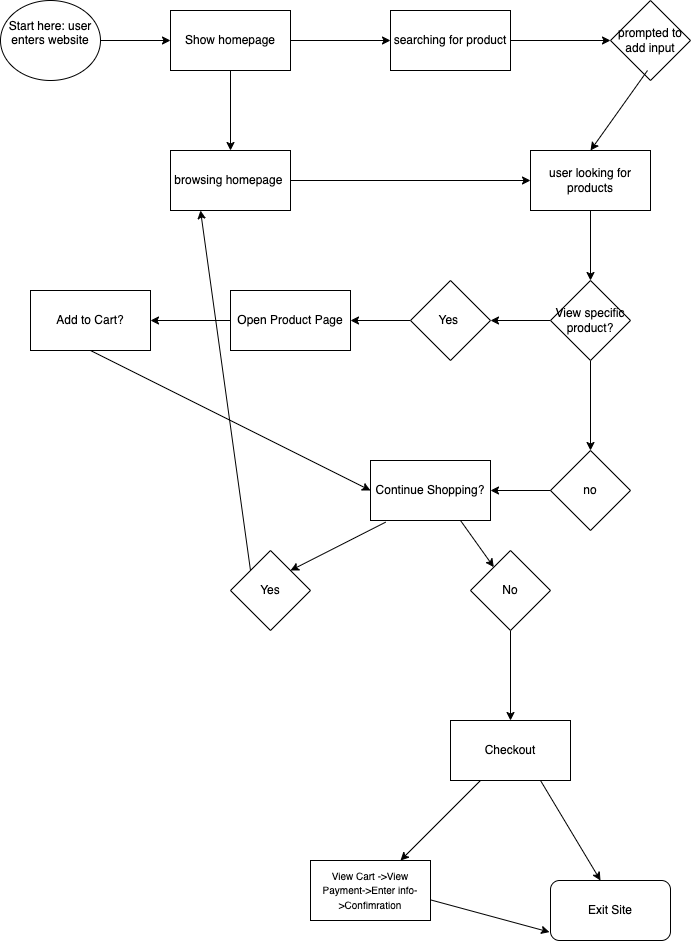 Start here: user
enters website
Show homepage
searching for product
prompted to
add input
browsing homepage
user looking for
products
Add to Cart?
Open Product Page
Yes
View specific
product?
Continue Shopping?
no
Yes
No
Checkout
View Cart ->View
Payment->Enter info-
>Confimration
Exit Site